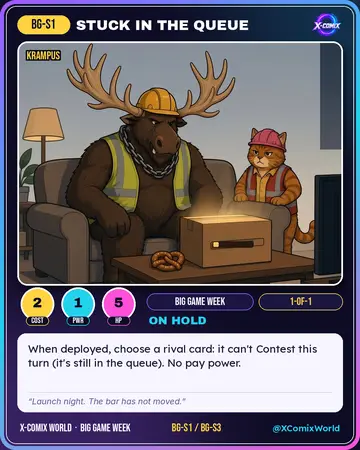 BG-S1 STUCK IN THE QUEUE
X-COMIX
KRAMPUS
2 1 5 BIG GAME WEEK 1-OF-1
COST PWR HP ON HOLD
When deployed, choose a rival card: it can't Contest this
turn (it's still in the queue). No pay power.
"Launch night. The bar has not moved."
X-COMIX WORLD · BIG GAME WEEK BG-S1 / BG-S3 @XComixWorld